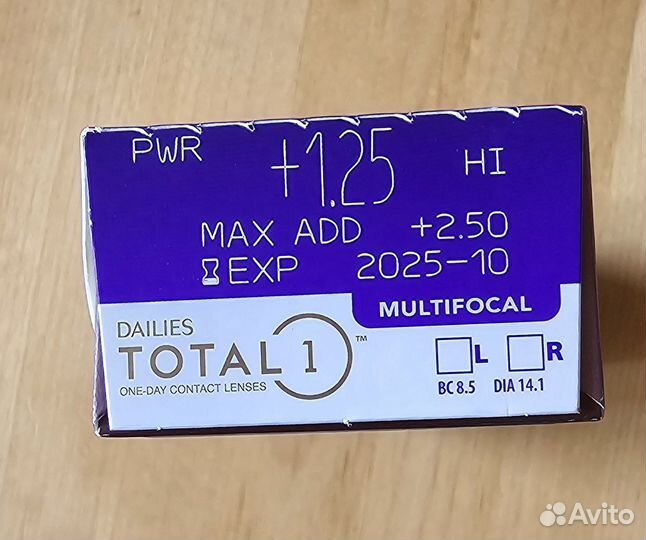 PWR +1.25 HI
MAX ADD +2.50
EXP 2025-10
MULTIFOCAL
DAILIES
TOTAL 1™
ONE-DAY CONTACT LENSES
L R
BC 8.5 DIA 14.1
Avito